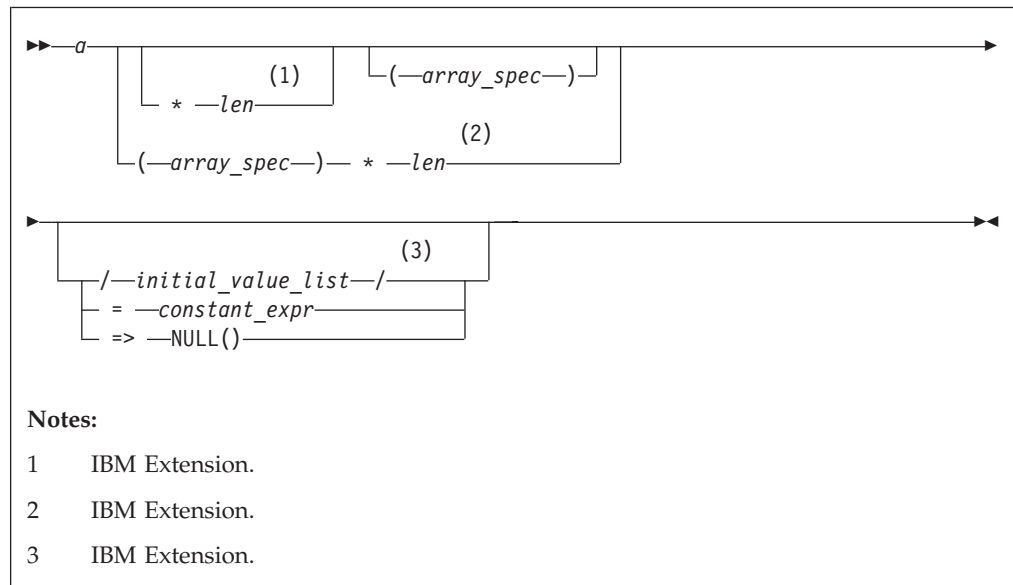 a
(1)
* len
( array_spec )
(2)
( array_spec ) * len
(3)
/ initial_value_list /
= constant_expr
=> NULL()
Notes:
1 IBM Extension.
2 IBM Extension.
3 IBM Extension.